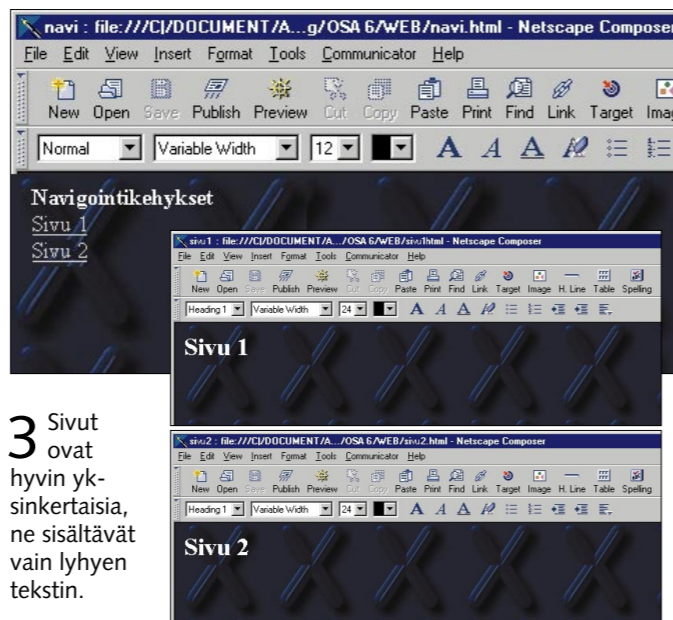 navi : file:///C|/DOCUMENT/A...g/OSA 6/WEB/navi.html - Netscape Composer
File Edit View Insert Format Tools Communicator Help
New Open Save Publish Preview Cut Copy Paste Print Find Link Target Imag
Normal Variable Width 12 A A A
Navigointikehykset
Sivu 1
Sivu 2
sivu1 : file:///C|/DOCUMENT/A.../OSA 6/WEB/sivu1html - Netscape Composer
File Edit View Insert Format Tools Communicator Help
New Open Save Publish Preview Cut Copy Paste Print Find Link Target Image H. Line Table Spelling
Heading 1 Variable Width 24 A A A
Sivu 1
sivu2 : file:///C|/DOCUMENT/A.../OSA 6/WEB/sivu2.html - Netscape Composer
File Edit View Insert Format Tools Communicator Help
New Open Save Publish Preview Cut Copy Paste Print Find Link Target Image H. Line Table Spelling
Heading 1 Variable Width 24 A A A
Sivu 2
3 Sivut
ovat
hyvin yk-
sinkertaisia,
ne sisältävät
vain lyhyen
tekstin.